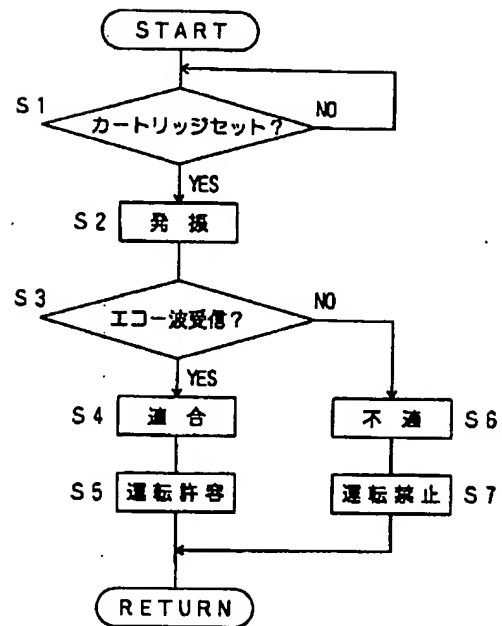 START
S1
カートリッジセット?
NO
YES
S2
発振
S3
エコー波受信?
NO
YES
S4
適合
不適
S6
S5
運転許容
運転禁止
S7
RETURN